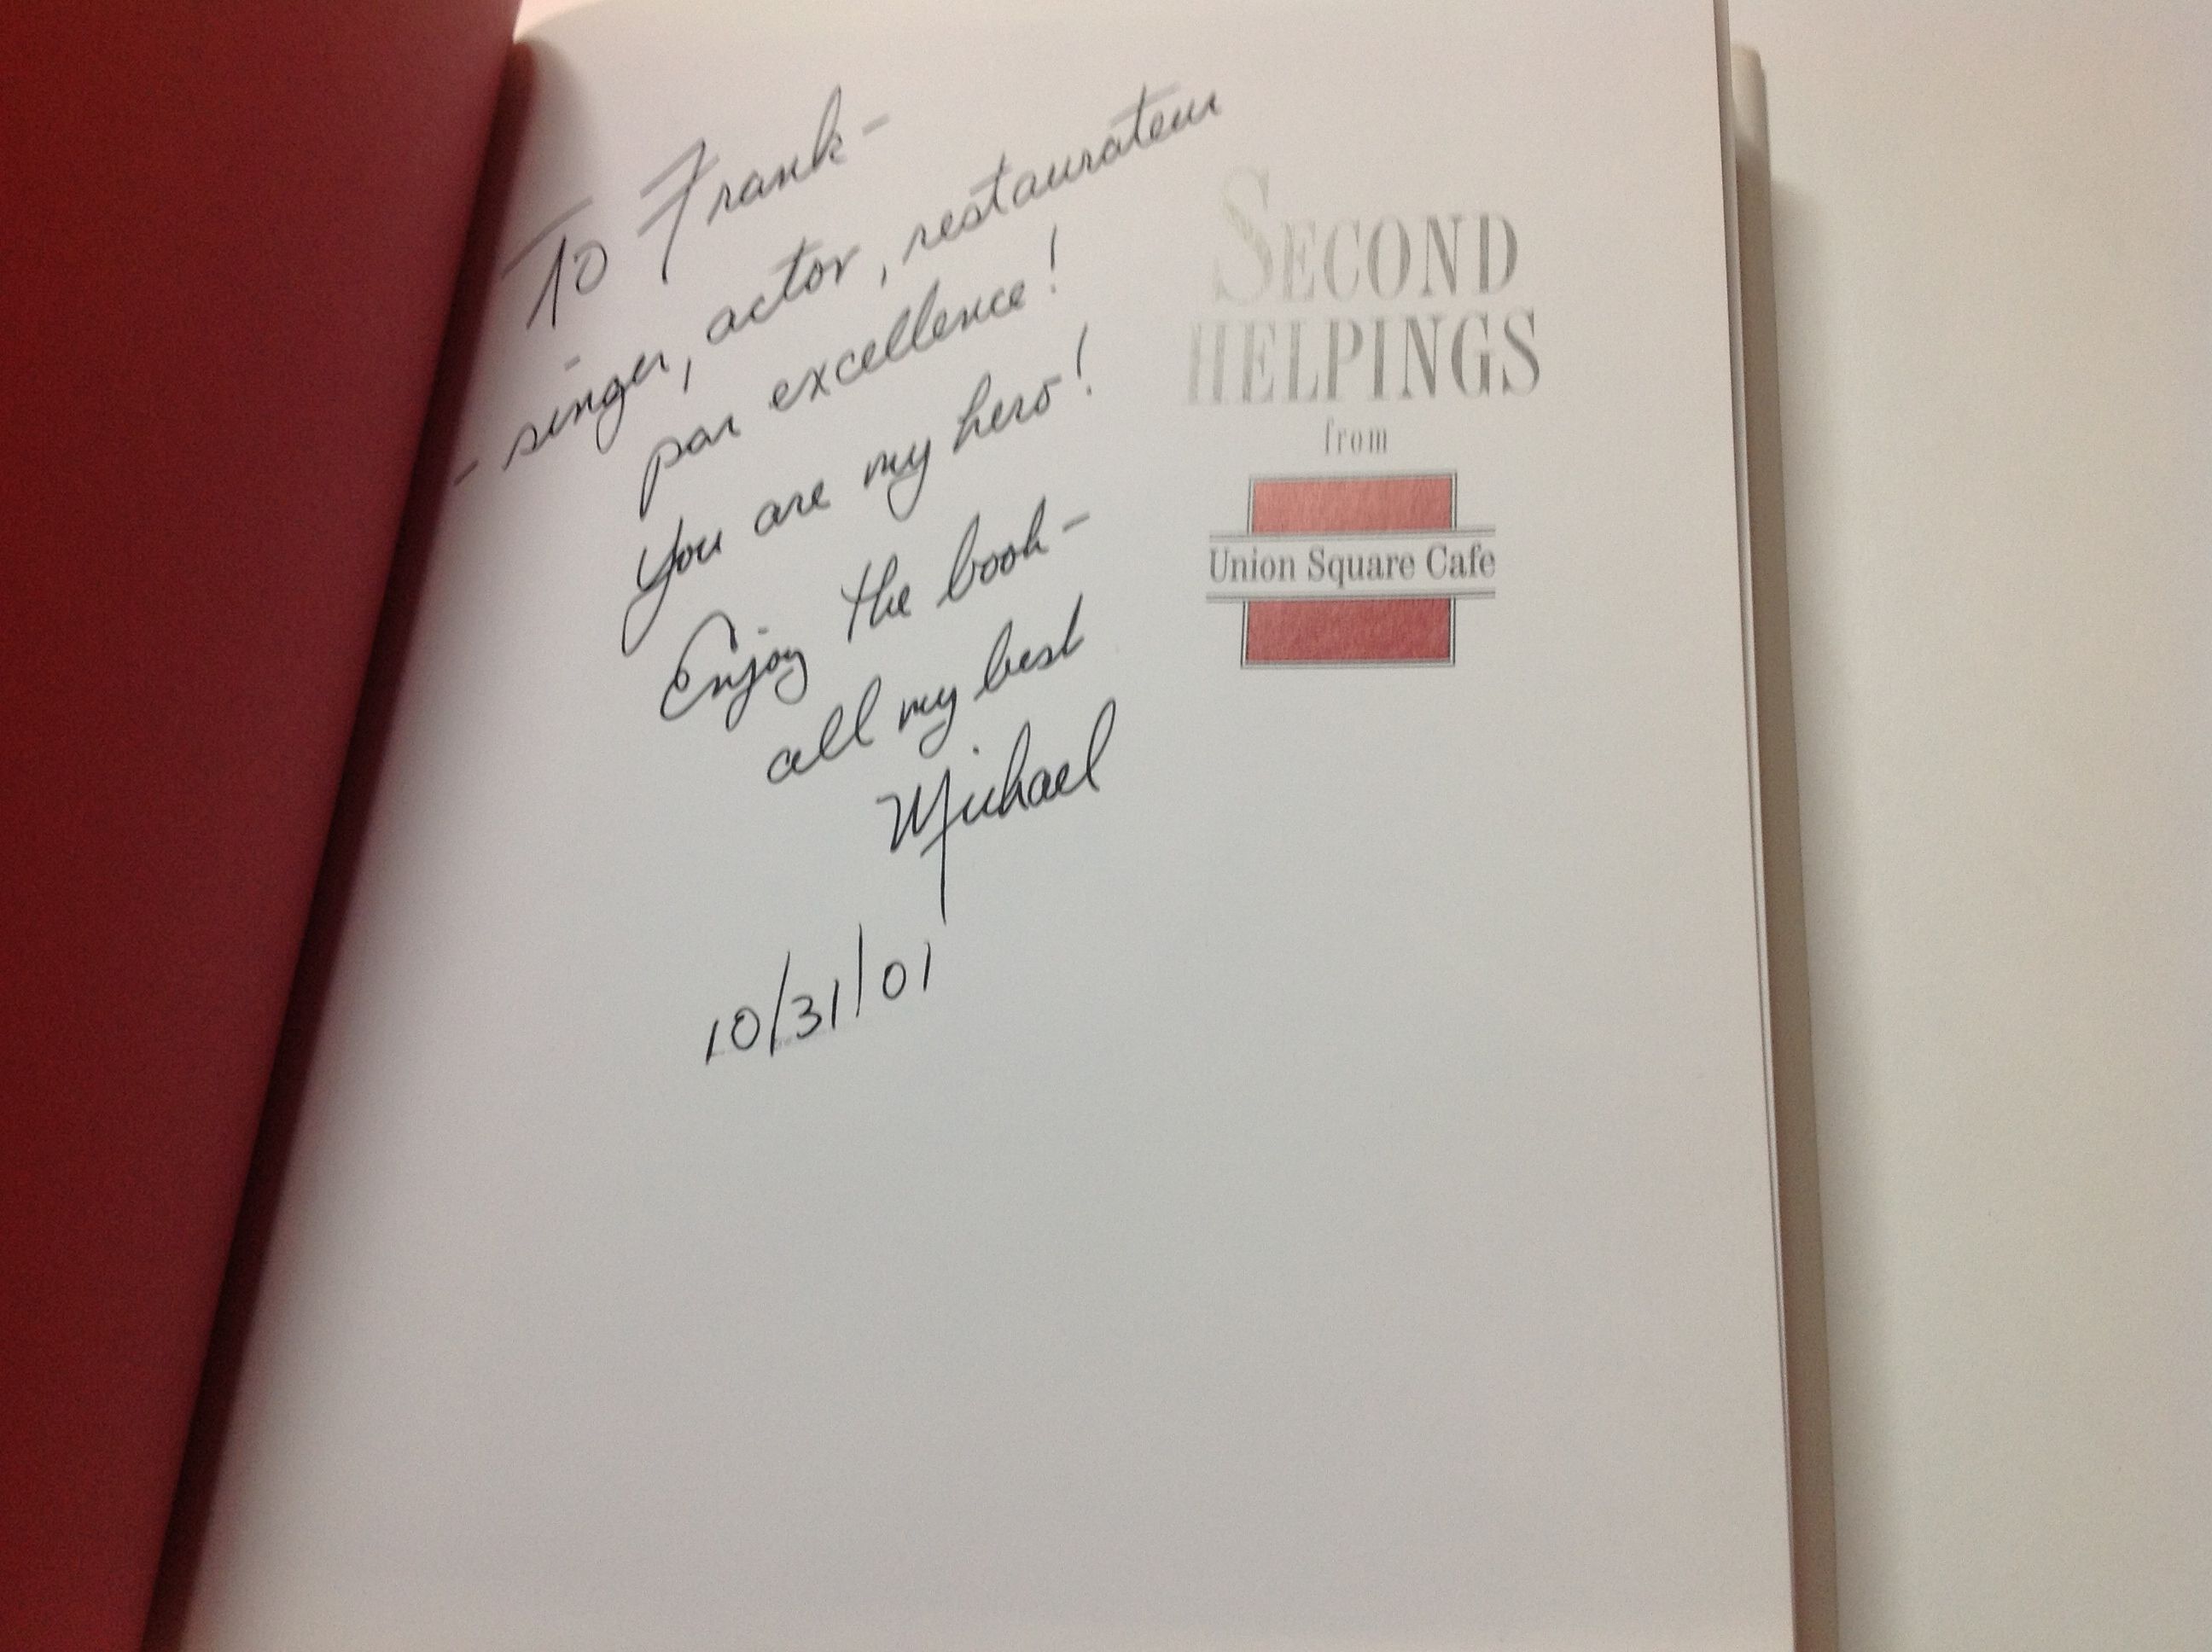 To Frank-
- singer, actor, restaurateur
par excellence!
You are my hero!
Enjoy the book-
all my best
Michael
10/31/01
SECOND
HELPINGS
from
Union Square Cafe